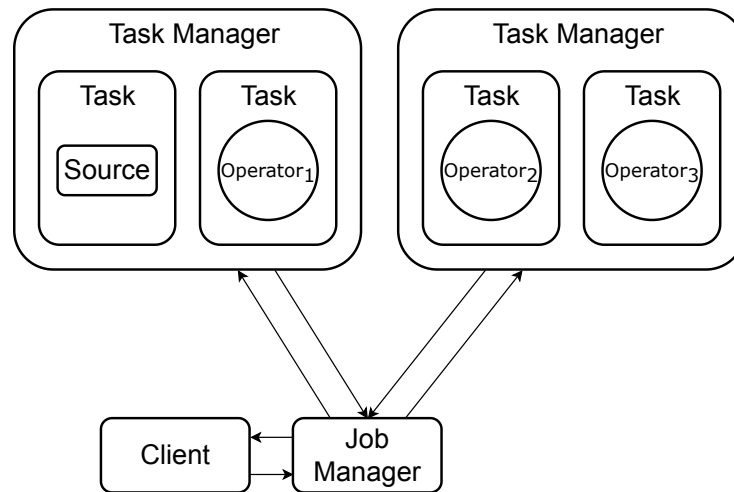 Task Manager
Task
Source
Task
Operator1
Task Manager
Task
Operator2
Task
Operator3
Client
Job
Manager